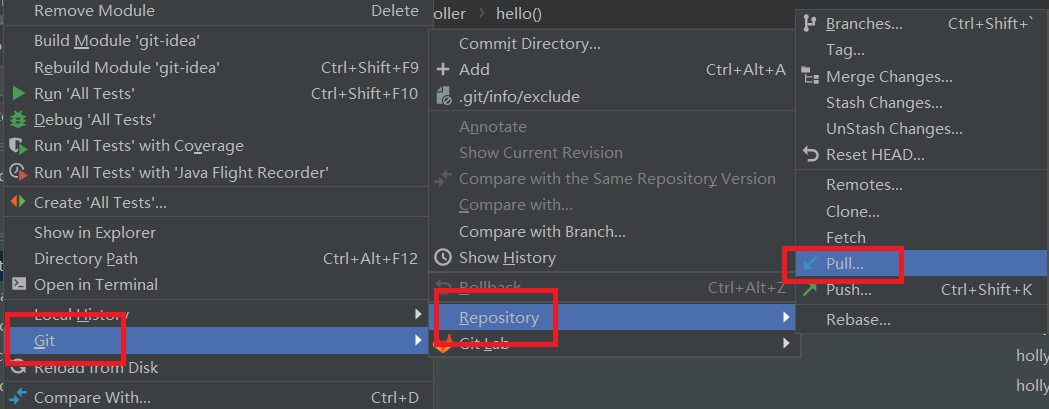 Remove Module Delete
Build Module 'git-idea'
Rebuild Module 'git-idea' Ctrl+Shift+F9
Run 'All Tests' Ctrl+Shift+F10
Debug 'All Tests'
Run 'All Tests' with Coverage
Run 'All Tests' with 'Java Flight Recorder'
Create 'All Tests'...
Show in Explorer
Directory Path Ctrl+Alt+F12
Open in Terminal
Local History
Git
Reload from Disk
Compare With... Ctrl+D
oller > hello()
Commit Directory...
Add Ctrl+Alt+A
.git/info/exclude
Annotate
Show Current Revision
Compare with the Same Repository Version
Compare with...
Compare with Branch...
Show History
Rollback... Ctrl+Alt+Z
Repository
Git Lab
Branches... Ctrl+Shift+`
Tag...
Merge Changes...
Stash Changes...
UnStash Changes...
Reset HEAD...
Remotes...
Clone...
Fetch
Pull...
Push... Ctrl+Shift+K
Rebase...
holly
holly